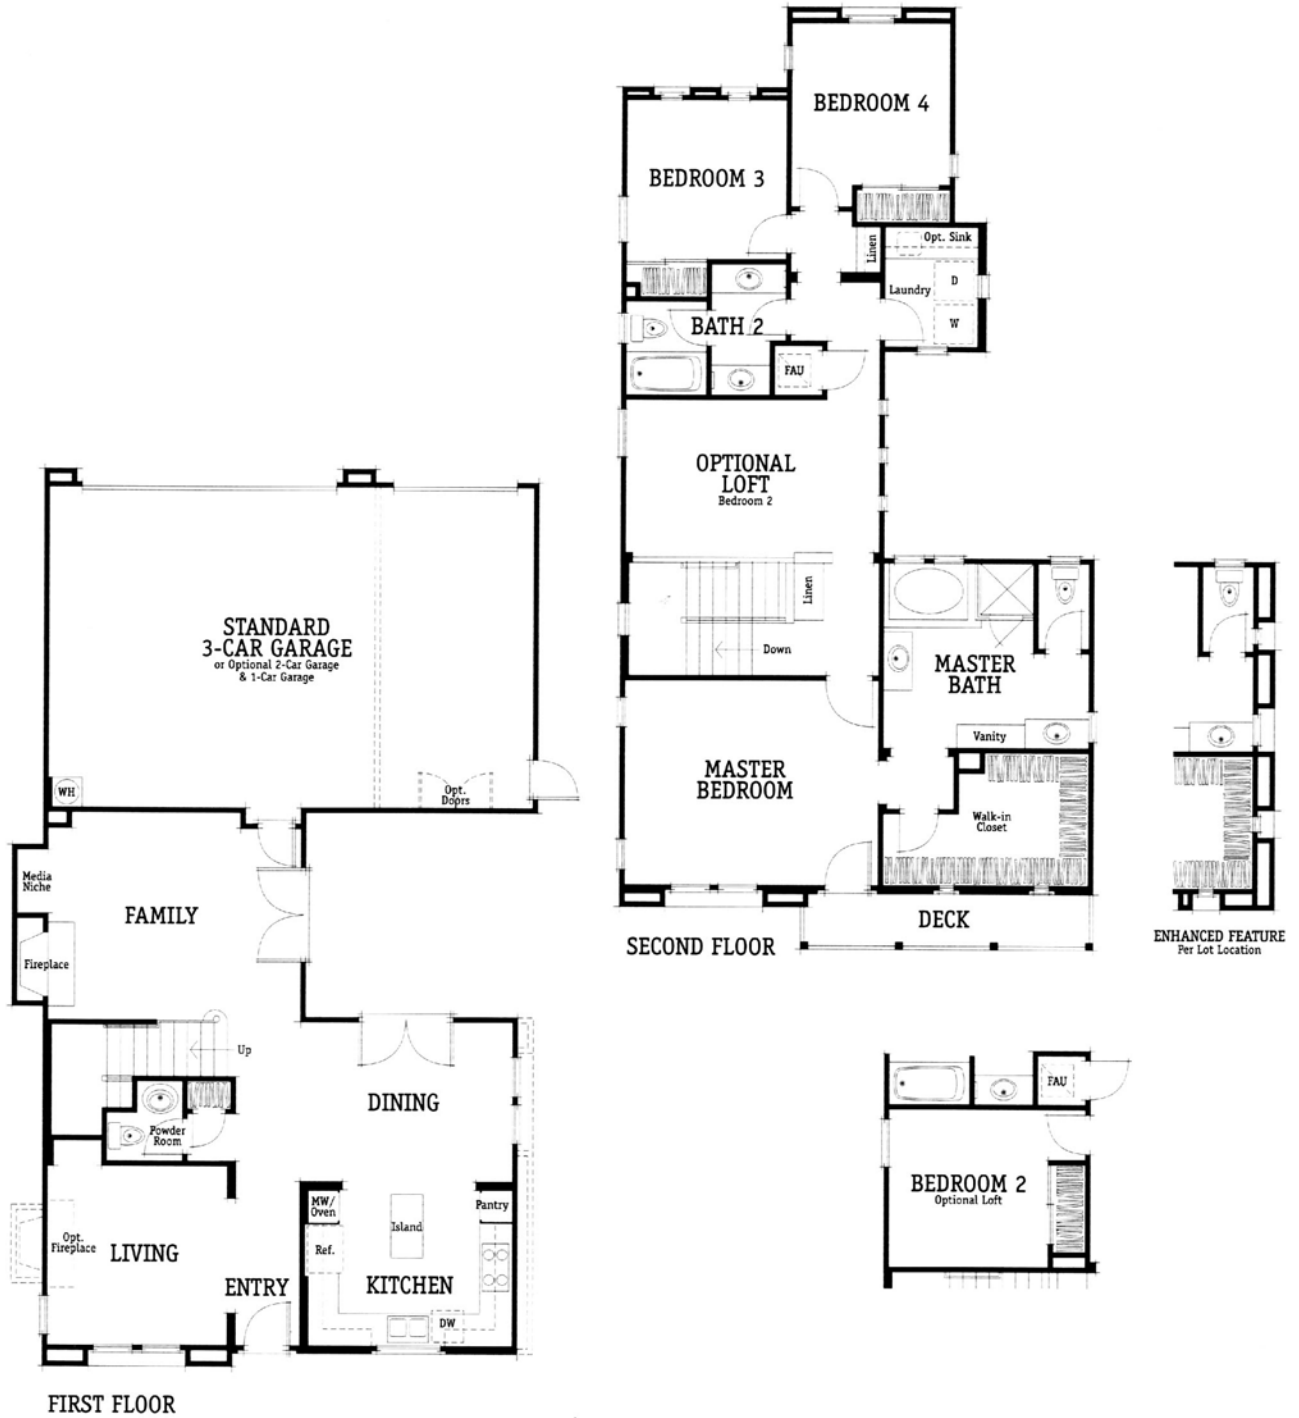 BEDROOM 4
BEDROOM 3
Linen
Opt. Sink
Laundry
D
W
BATH 2
FAU
OPTIONAL
LOFT
Bedroom 2
Linen
Down
MASTER
BATH
Vanity
MASTER
BEDROOM
Walk-in
Closet
DECK
SECOND FLOOR
ENHANCED FEATURE
Per Lot Location
STANDARD
3-CAR GARAGE
or Optional 2-Car Garage
& 1-Car Garage
WH
Opt.
Doors
Media
Niche
FAMILY
Fireplace
Up
DINING
Powder
Room
MW/
Oven
Pantry
Island
Ref.
Opt.
Fireplace
LIVING
ENTRY
KITCHEN
DW
FIRST FLOOR
FAU
BEDROOM 2
Optional Loft